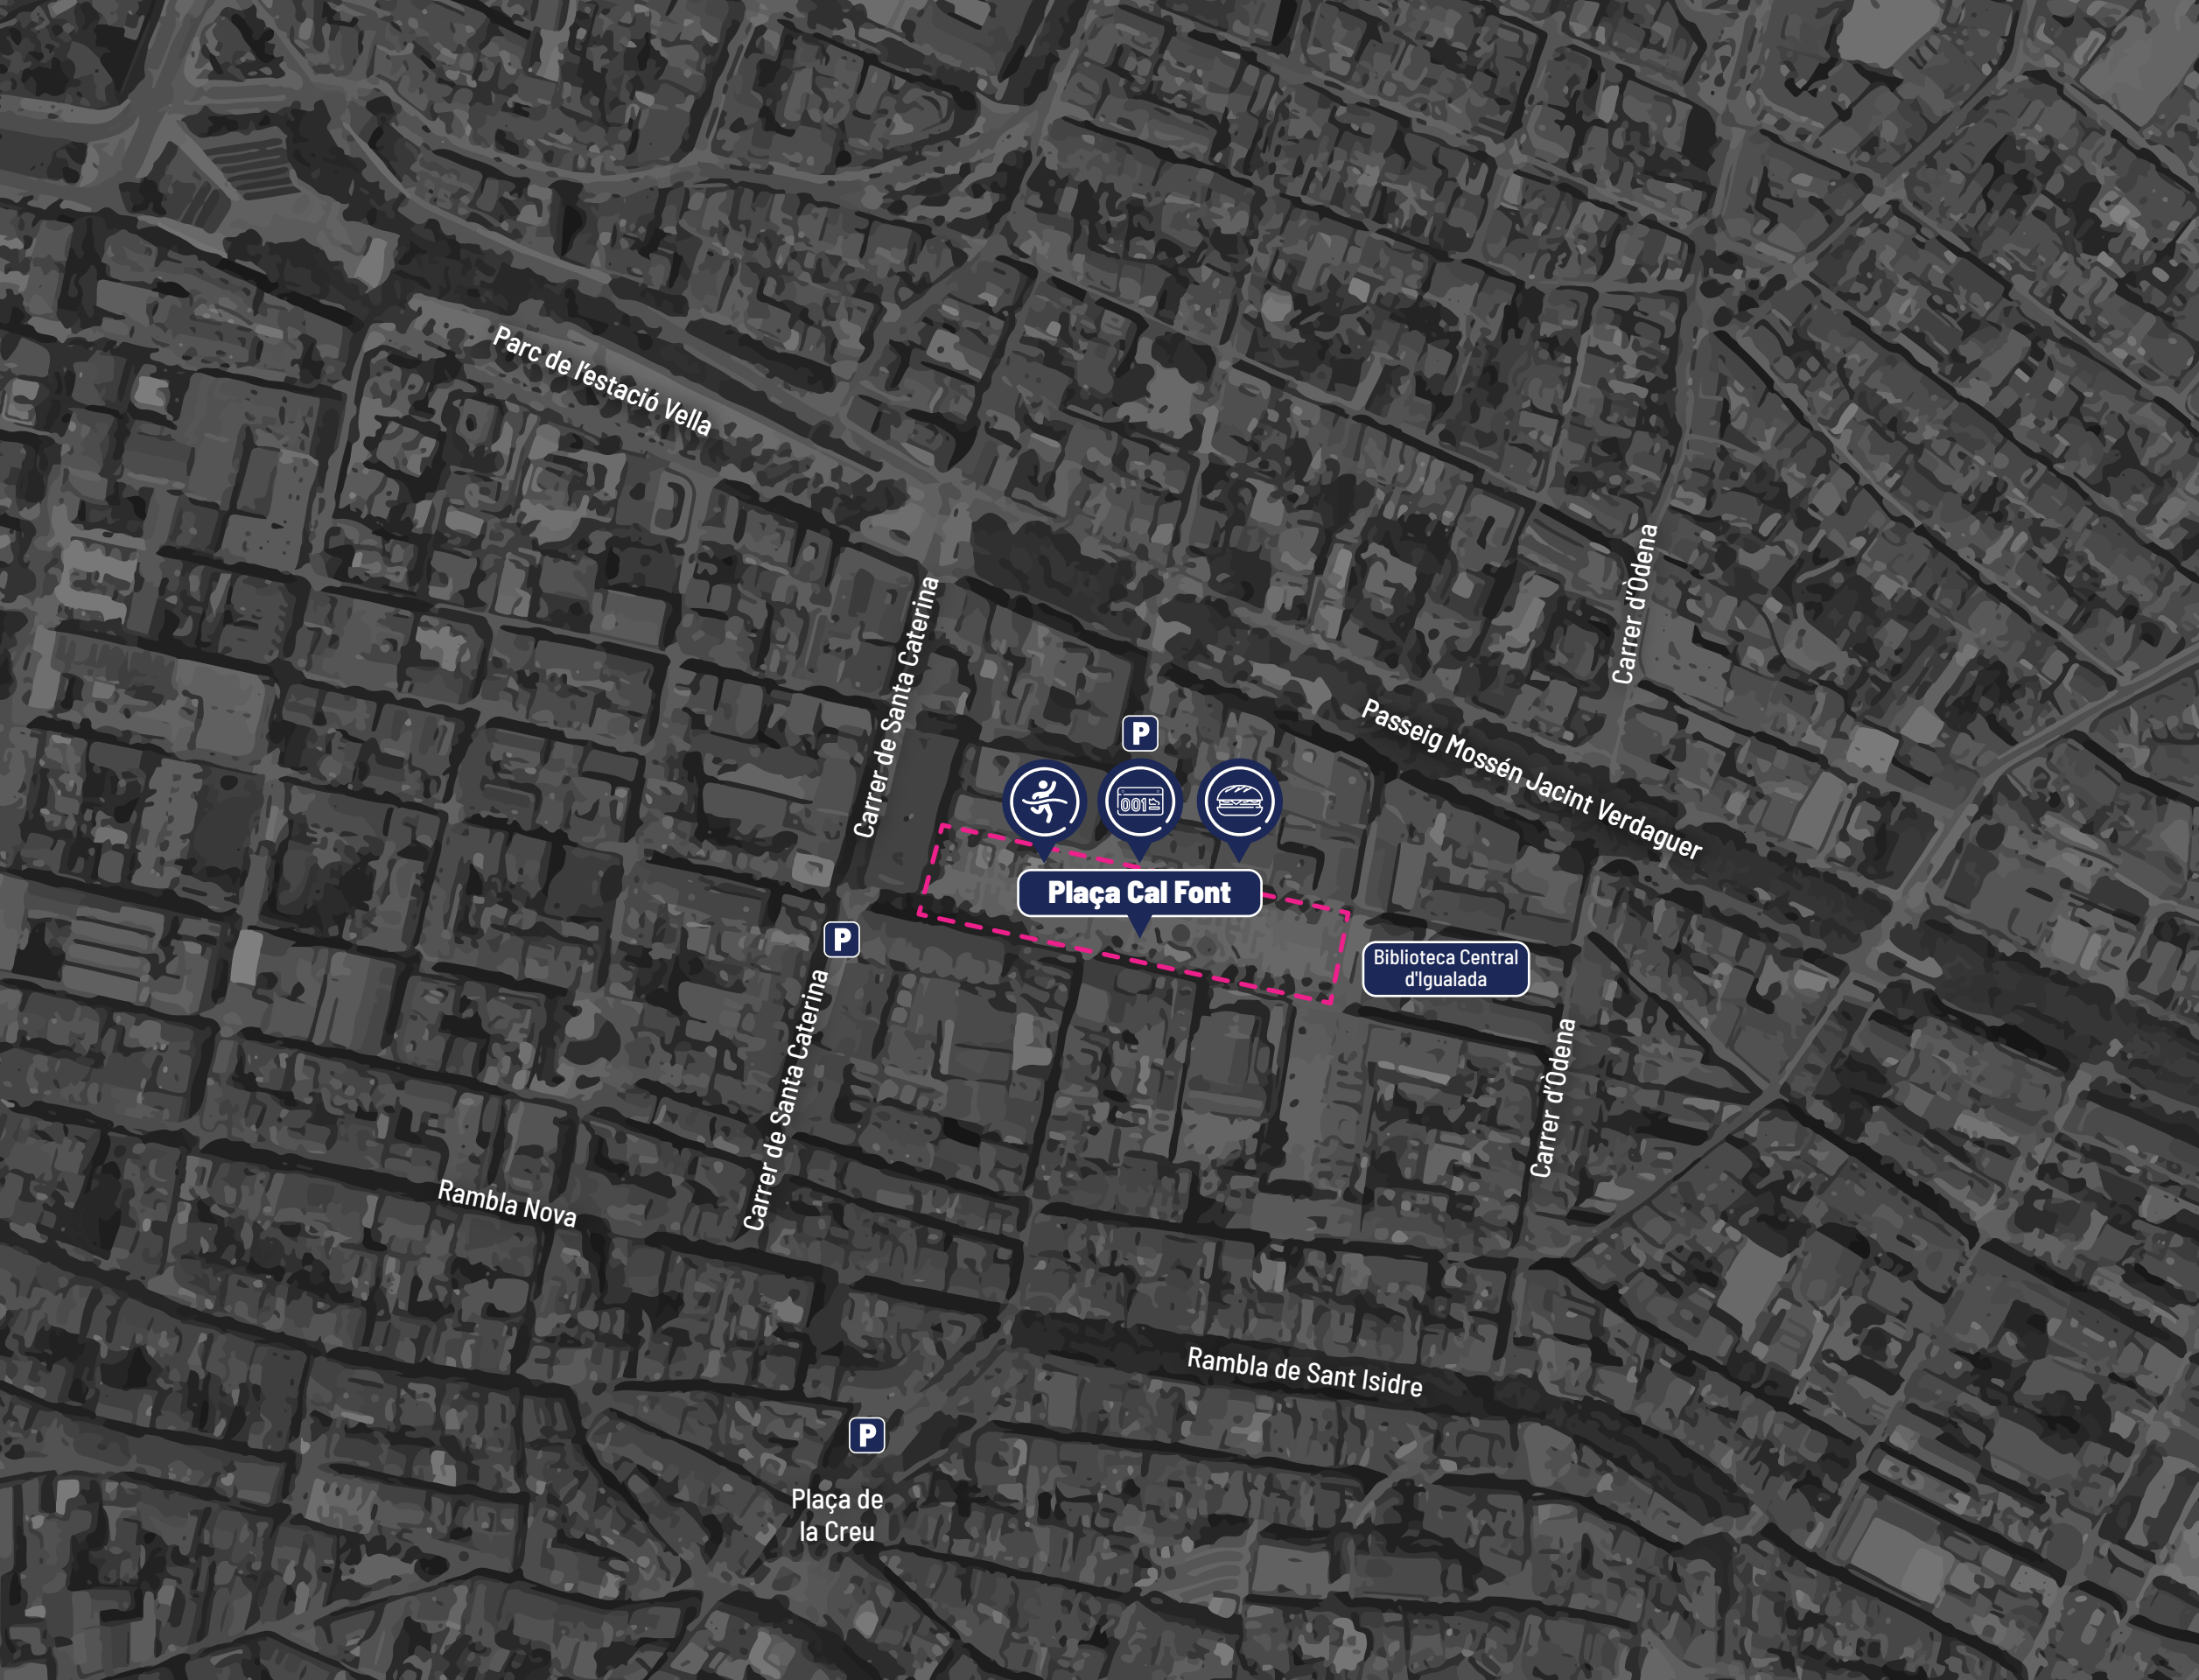 Parc de l'estació Vella
Carrer d'Òdena
Carrer de Santa Caterina
P
Passeig Mossén Jacint Verdaguer
001
Plaça Cal Font
P
Biblioteca Central
d'Igualada
Carrer de Santa Caterina
Carrer d'Òdena
Rambla Nova
Rambla de Sant Isidre
P
Plaça de
la Creu